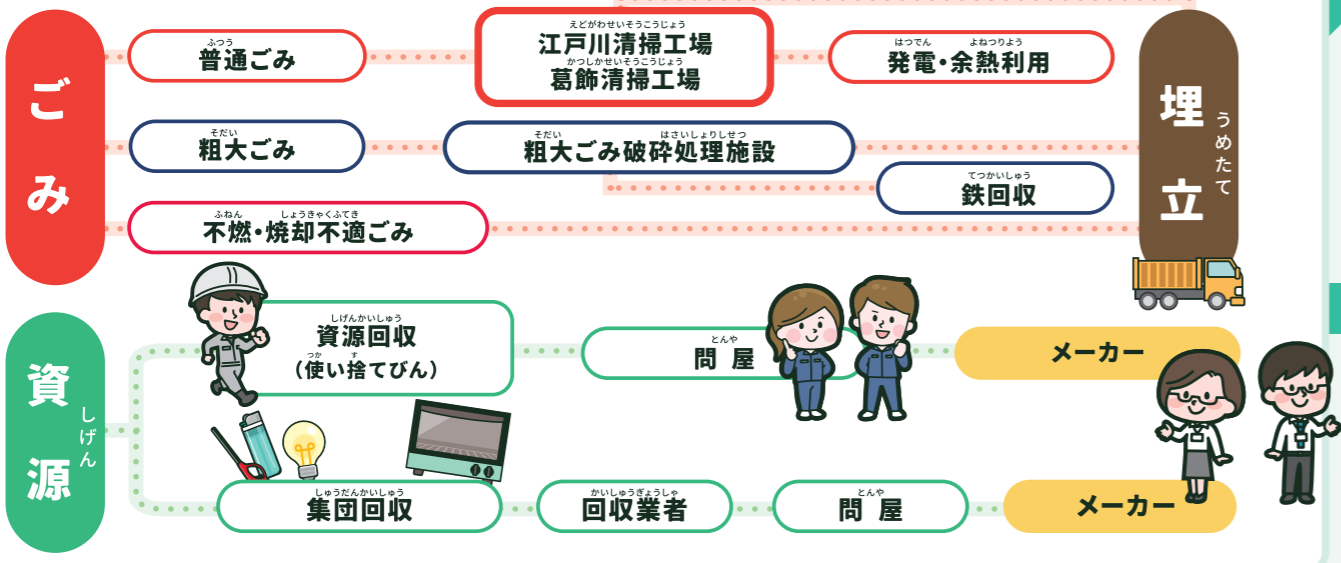 ごみ
ふつう
普通ごみ
えどがわせいそうこうじょう
江戸川清掃工場
かつしかせいそうこうじょう
葛飾清掃工場
はつでん よねつりよう
発電・余熱利用
そだい
粗大ごみ
そだい はさいしょりしせつ
粗大ごみ破砕処理施設
てつかいしゅう
鉄回収
ふねん しょうきゃくふてき
不燃・焼却不適ごみ
埋立
うめたて
資源
しげん
しげんかいしゅう
資源回収
つか す
（使い捨てびん）
とんや
問屋
メーカー
しゅうだんかいしゅう
集団回収
かいしゅうぎょうしゃ
回収業者
とんや
問屋
メーカー